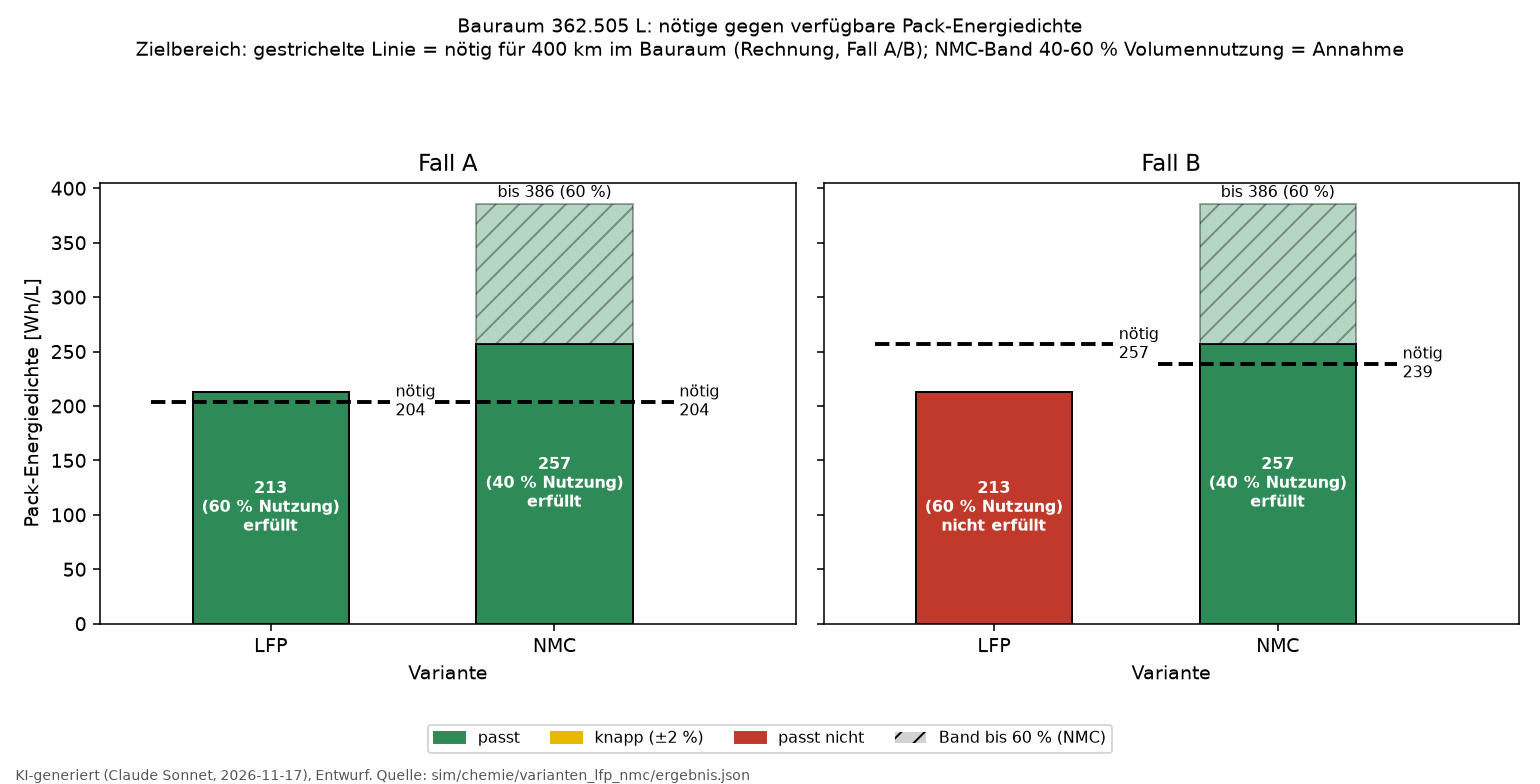 Bauraum 362.505 L: nötige gegen verfügbare Pack-Energiedichte
Zielbereich: gestrichelte Linie = nötig für 400 km im Bauraum (Rechnung, Fall A/B); NMC-Band 40-60 % Volumennutzung = Annahme
Fall A
Pack-Energiedichte [Wh/L]
400
350
300
250
200
150
100
50
0
bis 386 (60 %)
nötig
204
nötig
204
213
(60 % Nutzung)
erfüllt
257
(40 % Nutzung)
erfüllt
LFP
NMC
Variante
Fall B
bis 386 (60 %)
nötig
257
nötig
239
213
(60 % Nutzung)
nicht erfüllt
257
(40 % Nutzung)
erfüllt
LFP
NMC
Variante
passt
knapp (±2 %)
passt nicht
Band bis 60 % (NMC)
KI-generiert (Claude Sonnet, 2026-11-17), Entwurf. Quelle: sim/chemie/varianten_lfp_nmc/ergebnis.json